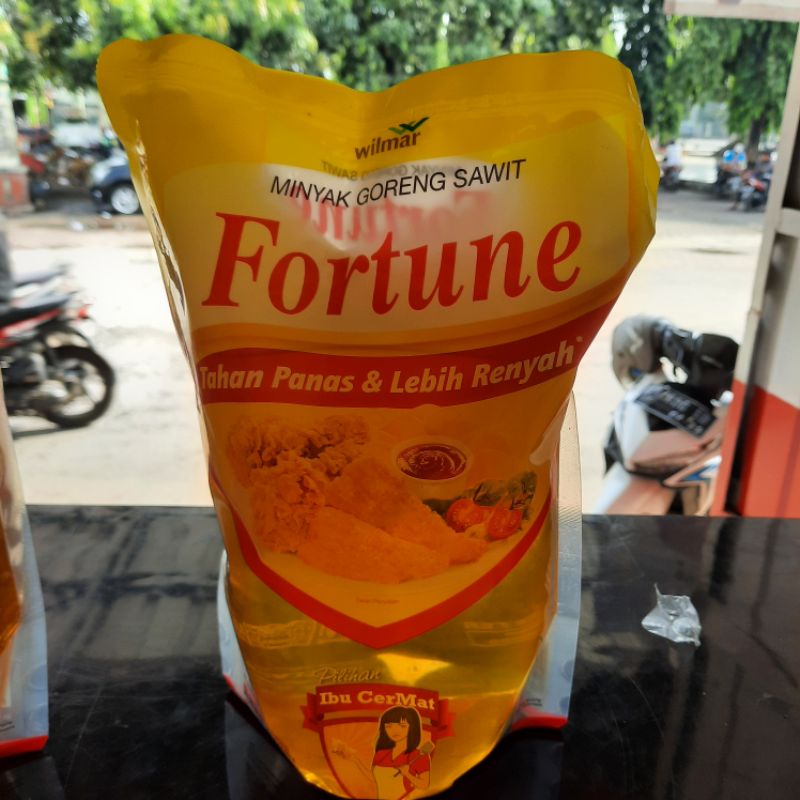 wilmar
MINYAK GORENG SAWIT
Fortune
Tahan Panas & Lebih Renyah*
Pilihan
Ibu CerMat